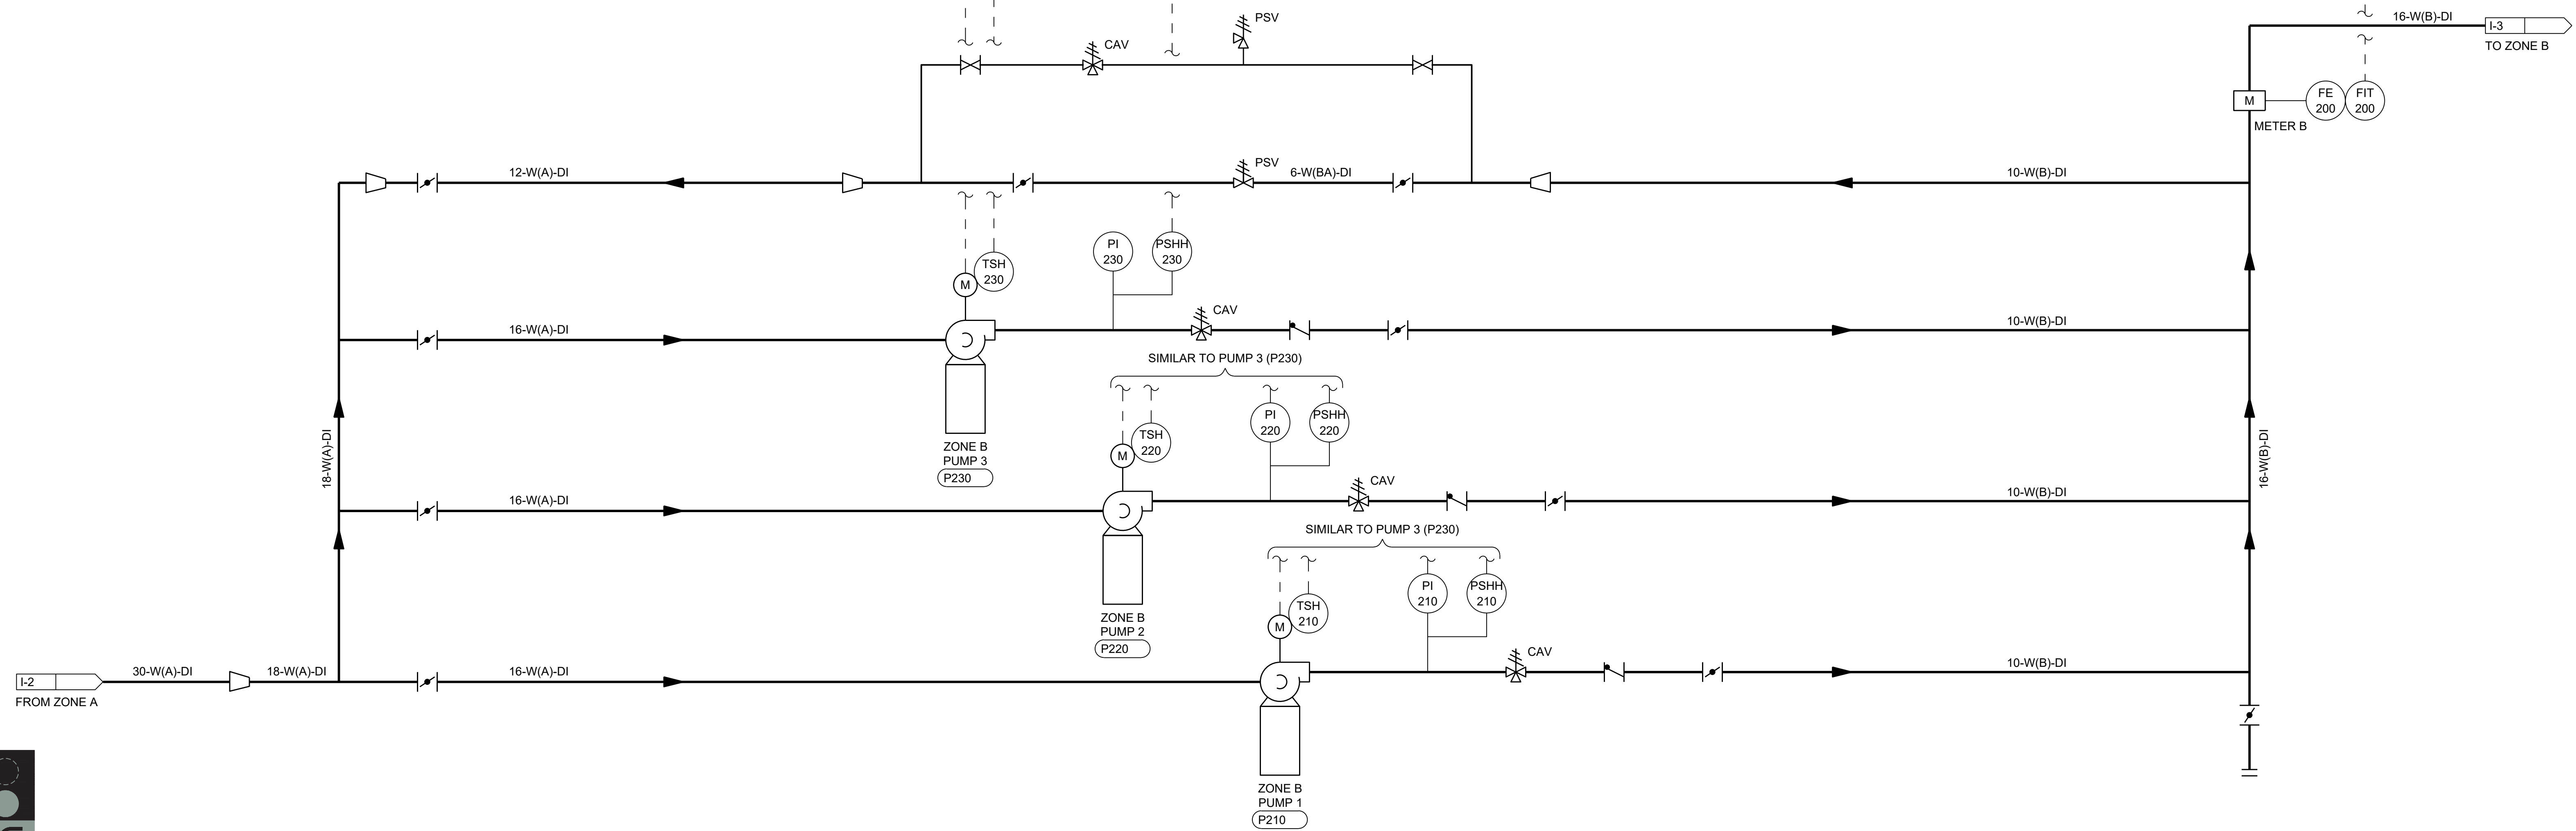 PSV
CAV
16-W(B)-DI
I-3
TO ZONE B
M
FE
200
FIT
200
METER B
12-W(A)-DI
PSV
6-W(BA)-DI
10-W(B)-DI
TSH
230
M
PI
230
PSHH
230
16-W(A)-DI
CAV
10-W(B)-DI
ZONE B
PUMP 3
P230
SIMILAR TO PUMP 3 (P230)
TSH
220
M
PI
220
PSHH
220
18-W(A)-DI
16-W(B)-DI
16-W(A)-DI
CAV
10-W(B)-DI
ZONE B
PUMP 2
P220
SIMILAR TO PUMP 3 (P230)
TSH
210
M
PI
210
PSHH
210
I-2
FROM ZONE A
30-W(A)-DI
18-W(A)-DI
16-W(A)-DI
CAV
10-W(B)-DI
ZONE B
PUMP 1
P210